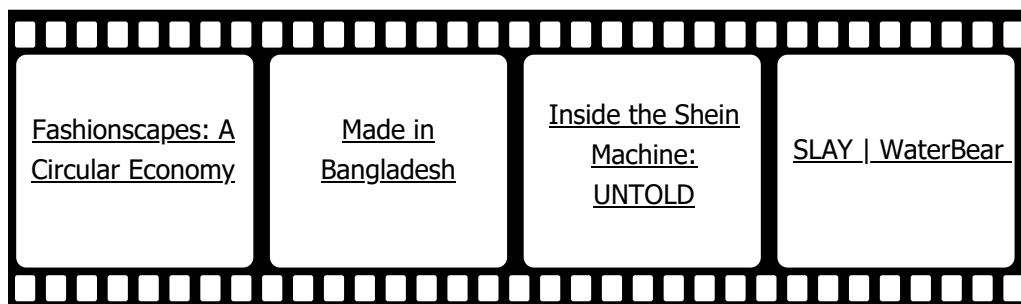 Fashionscapes: A
Circular Economy
Made in
Bangladesh
Inside the Shein
Machine:
UNTOLD
SLAY | WaterBear